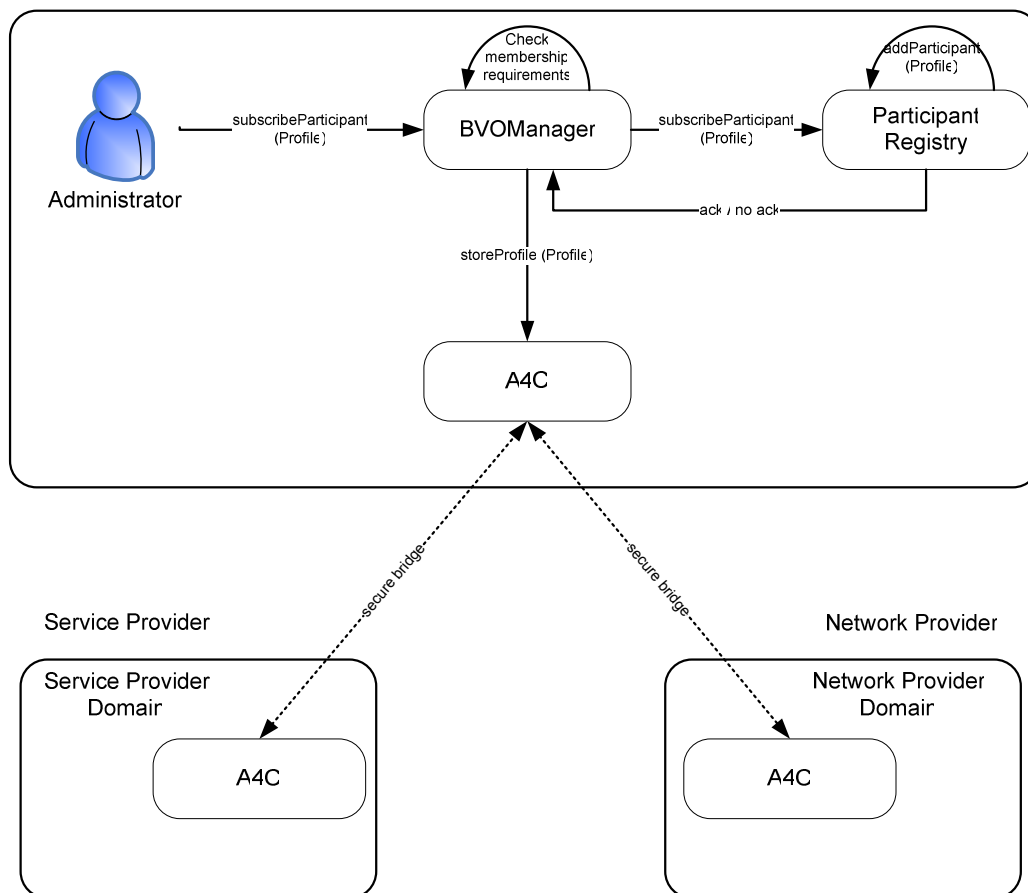 Check
membership
requirements
addParticipant
(Profile)
subscribeParticipant
(Profile)
BVOManager
subscribeParticipant
(Profile)
Participant
Registry
Administrator
ack / no ack
storeProfile (Profile)
A4C
secure bridge
secure bridge
Service Provider
Network Provider
Service Provider
Domain
Network Provider
Domain
A4C
A4C